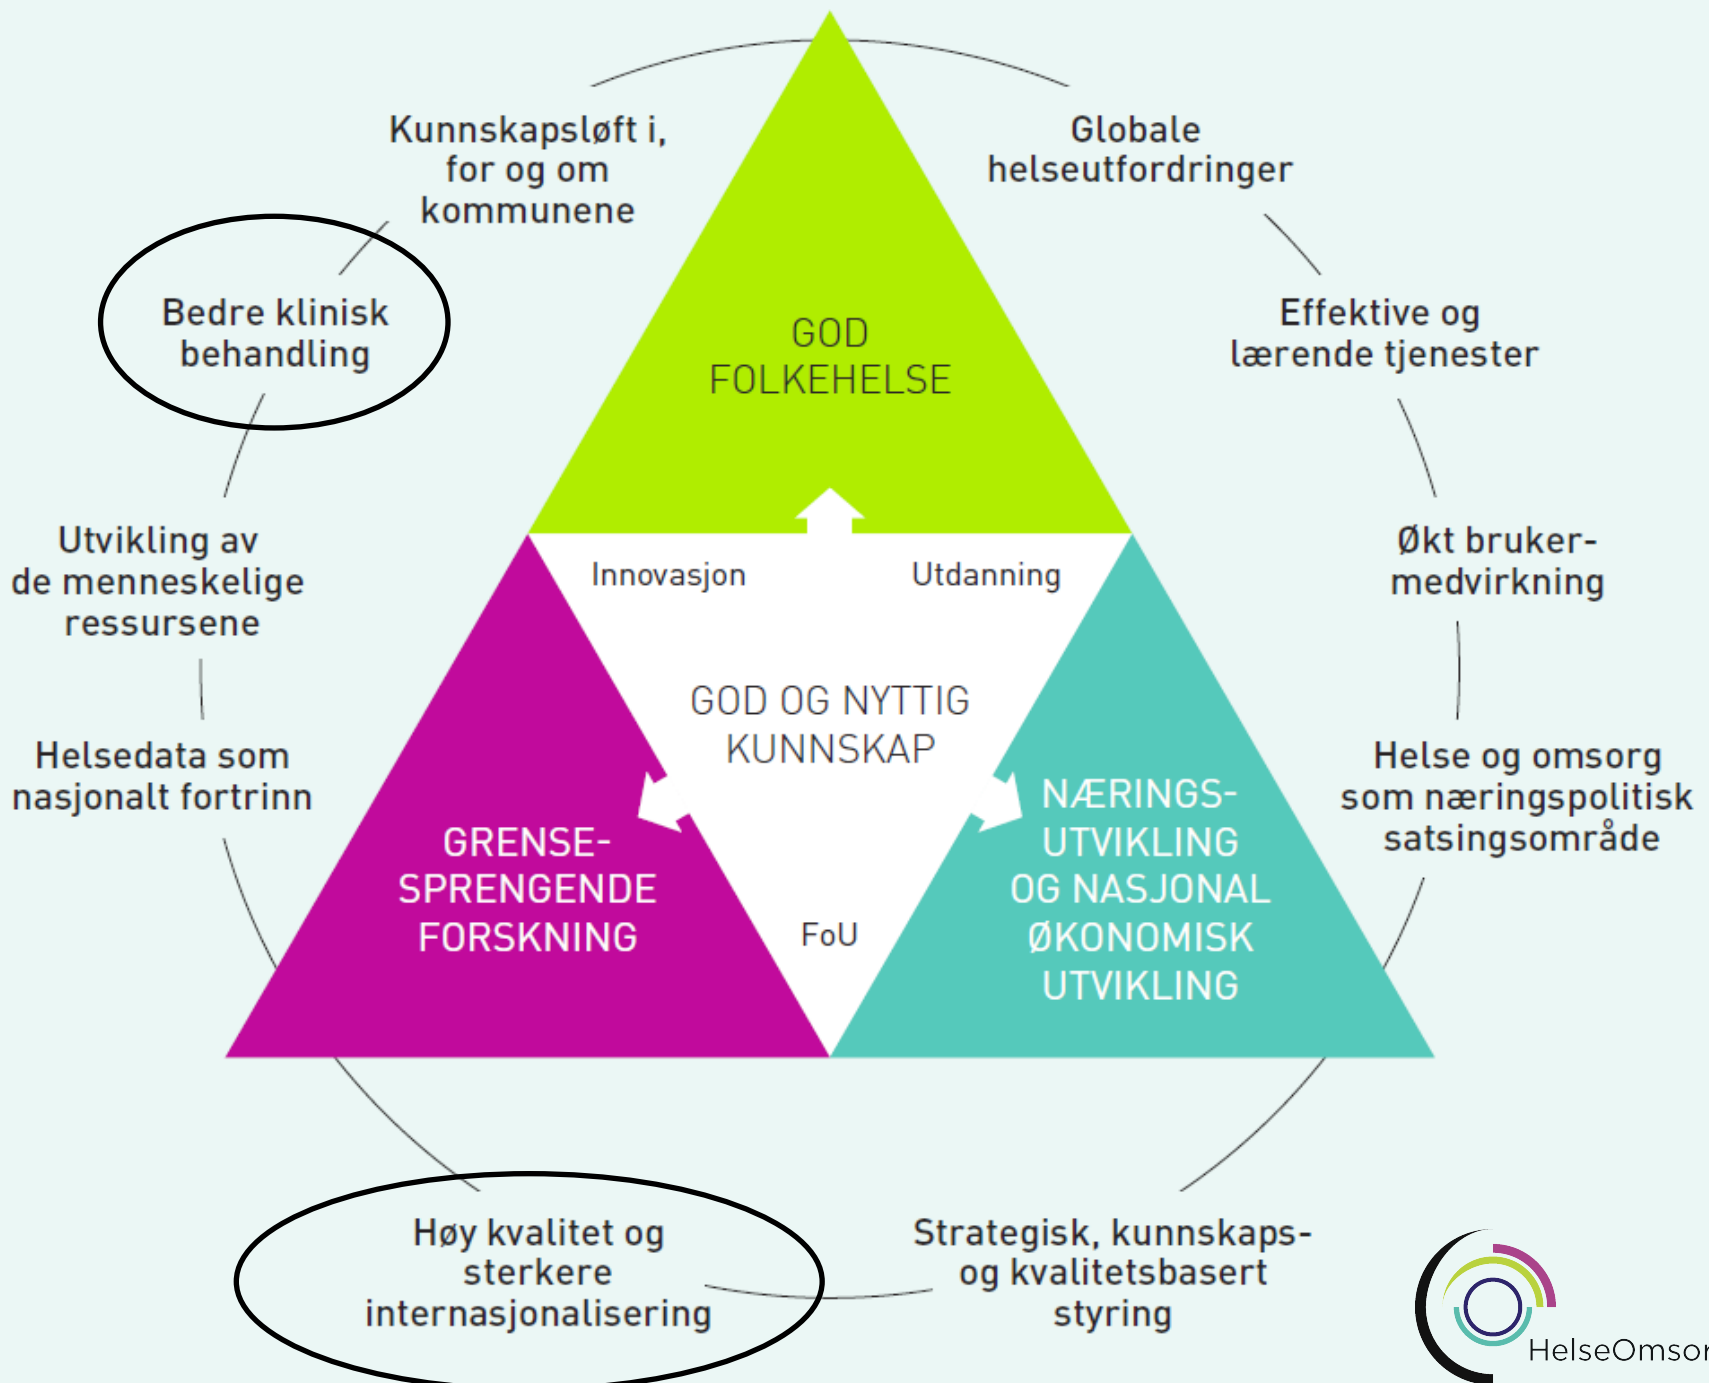 Kunnskapsløft i,
for og om
kommunene
Globale
helseutfordringer
Bedre klinisk
behandling
Effektive og
lærende tjenester
GOD
FOLKEHELSE
Utvikling av
de menneskelige
ressursene
Innovasjon
Utdanning
Økt bruker-
medvirkning
GOD OG NYTTIG
KUNNSKAP
Helsedata som
nasjonalt fortrinn
Helse og omsorg
som næringspolitisk
satsingsområde
GRENSE-
SPRENGENDE
FORSKNING
FoU
NÆRINGS-
UTVIKLING
OG NASJONAL
ØKONOMISK
UTVIKLING
Høy kvalitet og
sterkere
internasjonalisering
Strategisk, kunnskaps-
og kvalitetsbasert
styring